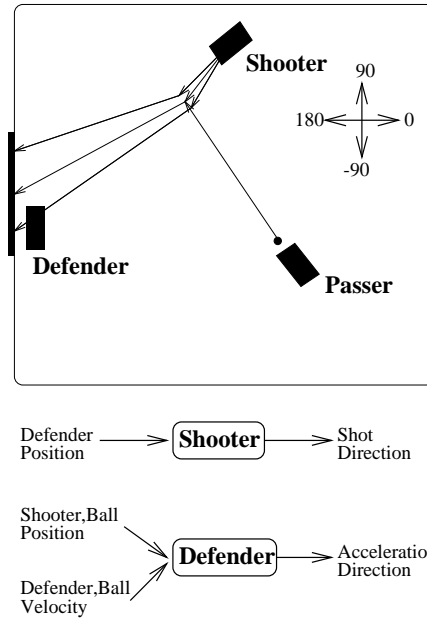 Shooter
90
180
0
-90
Defender
Passer
Defender
Position
Shooter
Shot
Direction
Shooter,Ball
Position
Defender
Acceleratio
Direction
Defender,Ball
Velocity